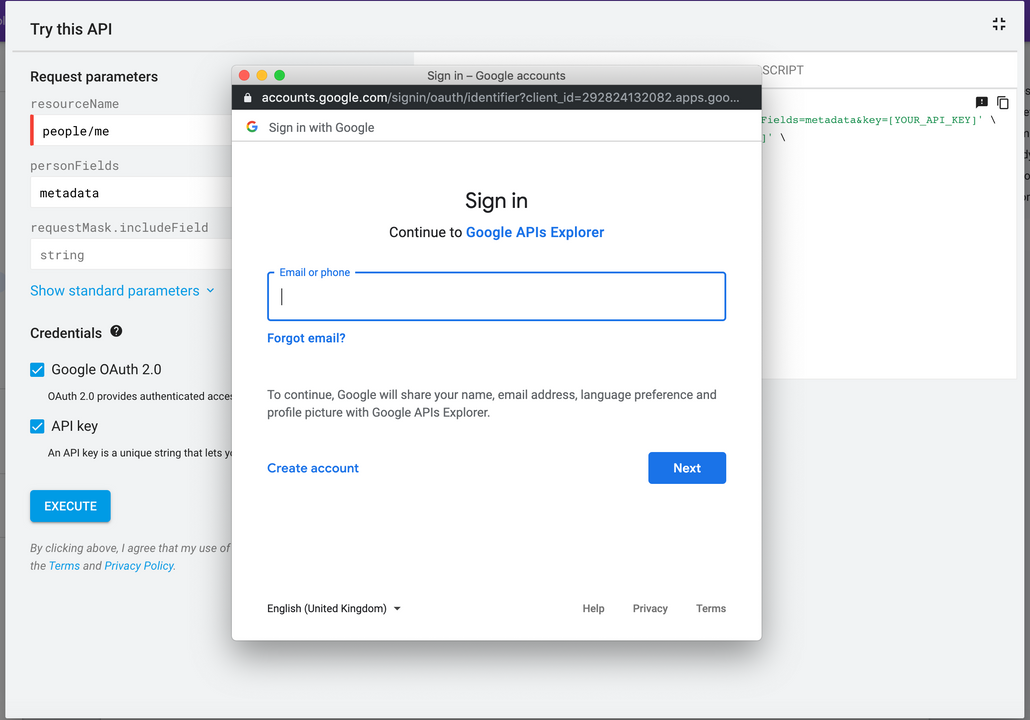 Try this API
Request parameters
resourceName
people/me
personFields
metadata
requestMask.includeField
string
Show standard parameters
Credentials
Google OAuth 2.0
OAuth 2.0 provides authenticated
API key
An API key is a unique string that lets
EXECUTE
By clicking above, I agree that my use of
the Terms and Privacy Policy.
Sign in – Google accounts
accounts.google.com/signin/oauth/identifier?client_id=292824132082.apps.goo...
Sign in with Google
Sign in
Continue to Google APIs Explorer
Email or phone
Forgot email?
To continue, Google will share your name, email address, language preference and
profile picture with Google APIs Explorer.
Create account
Next
English (United Kingdom)
Help
Privacy
Terms
SCRIPT
Fields=metadata&key=[YOUR_API_KEY]' \
]' \